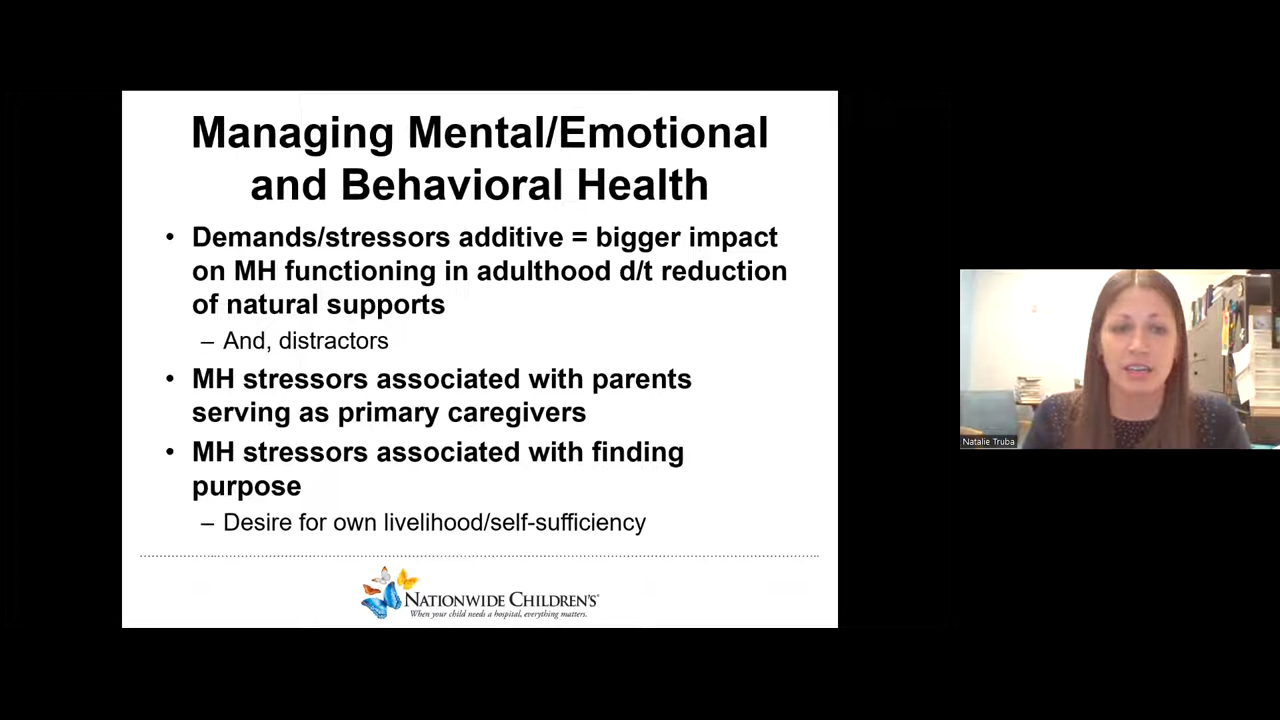 Managing Mental/Emotional
and Behavioral Health
• Demands/stressors additive = bigger impact
on MH functioning in adulthood d/t reduction
of natural supports
– And, distractors
• MH stressors associated with parents
serving as primary caregivers
• MH stressors associated with finding
purpose
– Desire for own livelihood/self-sufficiency
NATIONWIDE CHILDREN'S®
When your child needs a hospital, everything matters.
Natalie Truba